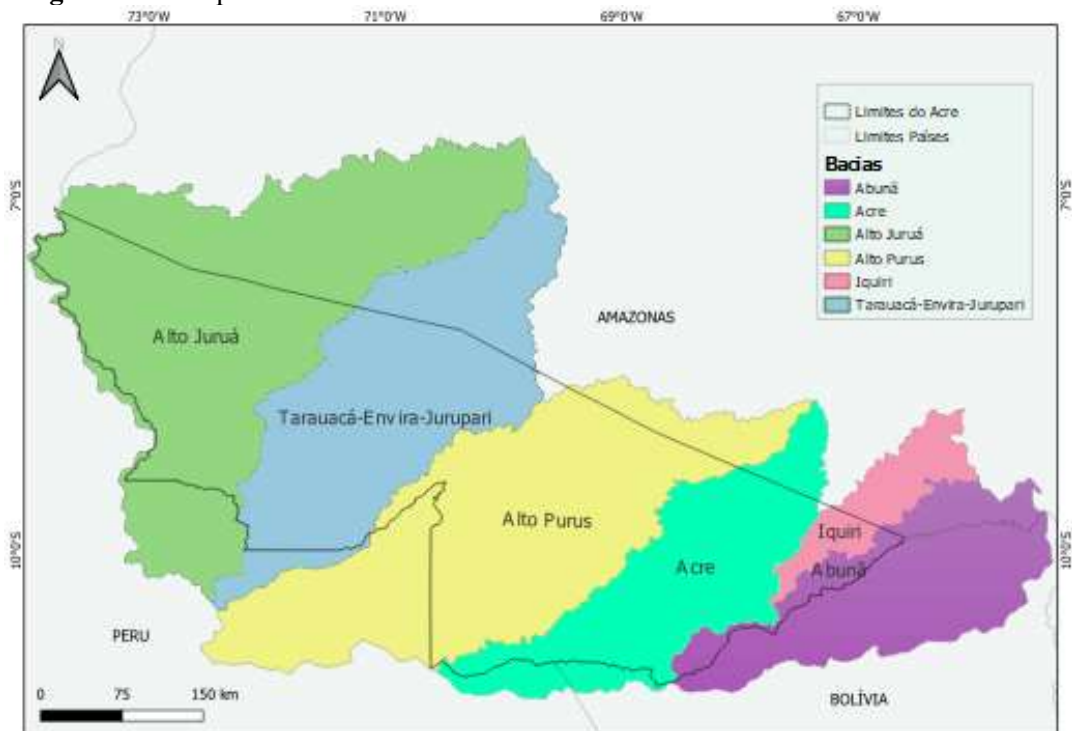 73°0'W 71°0'W 69°0'W 67°0'W
N
Limites do Acre
Limites Países
Bacias
Abunã
Acre
Alto Juruá
Alto Purus
Iquiri
Tarauacá-Envira-Jurupari
7°0'S 7°0'S
AMAZONAS
Alto Juruá
Tarauacá-Envira-Jurupari
Alto Purus
Iquiri
Abunã
Acre
10°0'S 10°0'S
PERU
BOLÍVIA
0 75 150 km